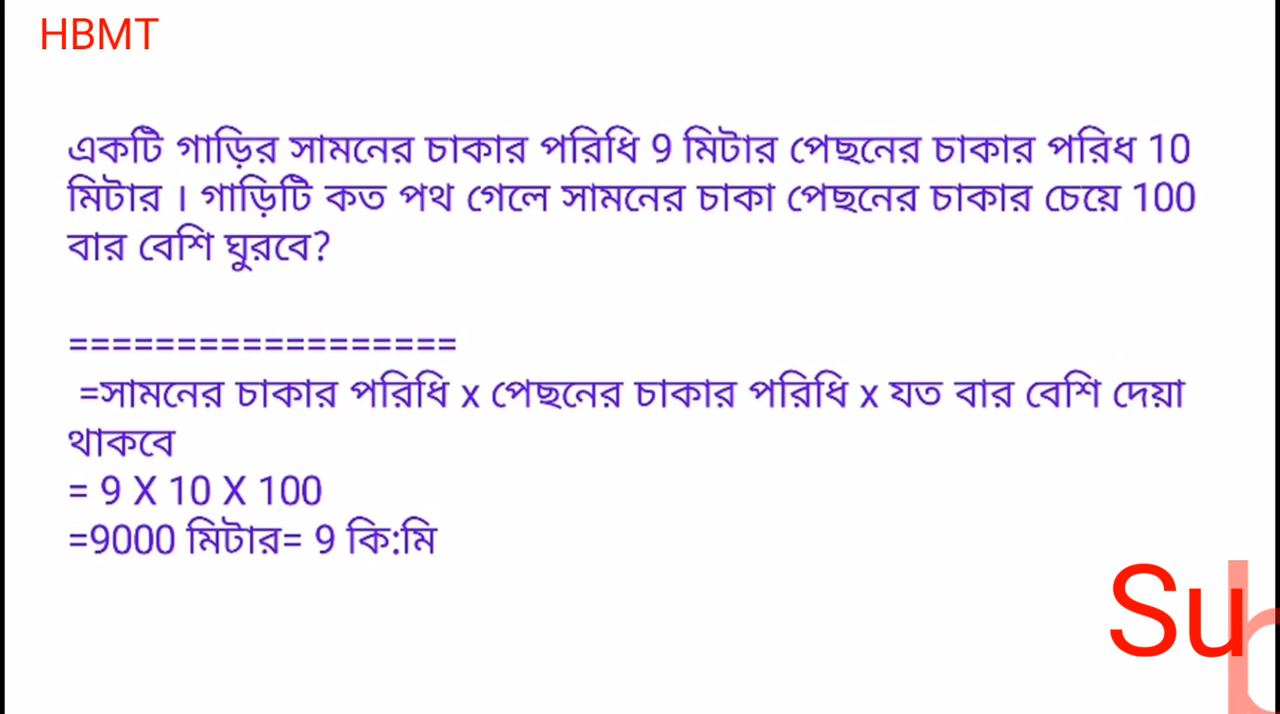 HBMT
একটি গাড়ির সামনের চাকার পরিধি 9 মিটার পেছনের চাকার পরিধ 10
মিটার । গাড়িটি কত পথ গেলে সামনের চাকা পেছনের চাকার চেয়ে 100
বার বেশি ঘুরবে?
==================
=সামনের চাকার পরিধি x পেছনের চাকার পরিধি x যত বার বেশি দেয়া
থাকবে
= 9 X 10 X 100
=9000 মিটার= 9 কি:মি
Su